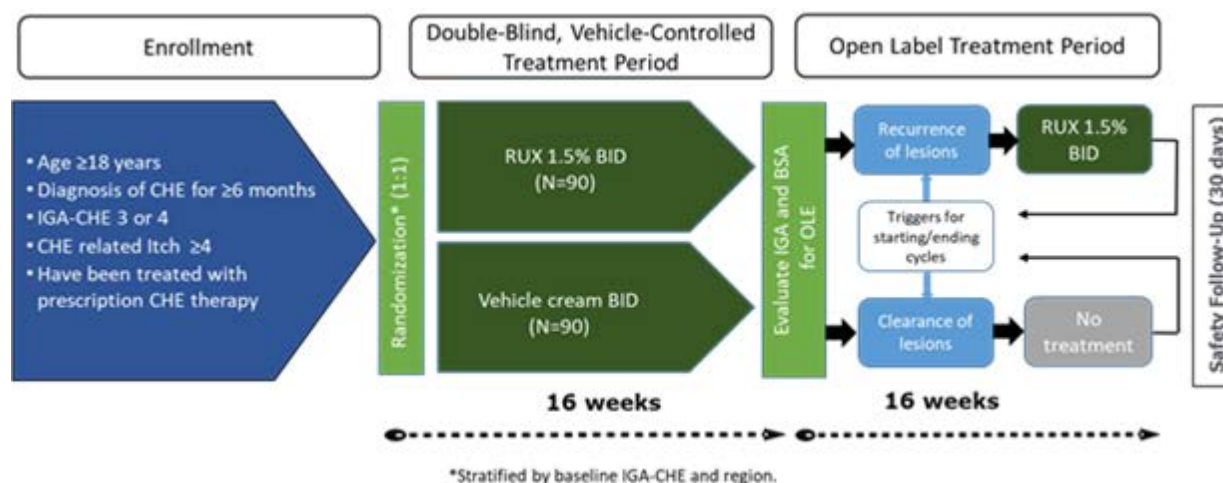 Enrollment
Double-Blind, Vehicle-Controlled
Treatment Period
Open Label Treatment Period
• Age ≥18 years
• Diagnosis of CHE for ≥6 months
• IGA-CHE 3 or 4
• CHE related Itch ≥4
• Have been treated with
prescription CHE therapy
Randomization* (1:1)
RUX 1.5% BID
(N=90)
Vehicle cream BID
(N=90)
Evaluate IGA and BSA
for OLE
Recurrence
of lesions
RUX 1.5%
BID
Triggers for
starting/ending
cycles
Clearance of
lesions
No
treatment
Safety Follow-Up (30 days)
16 weeks
16 weeks
*Stratified by baseline IGA-CHE and region.